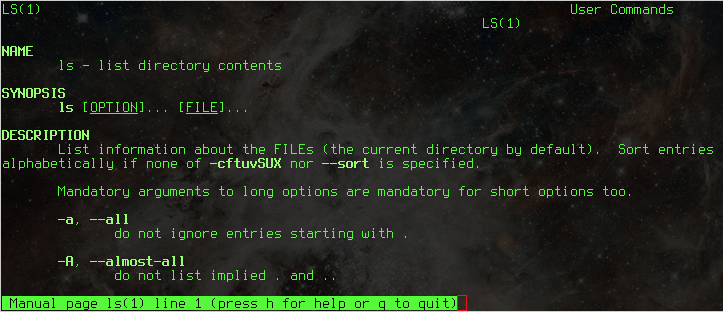 LS(1) User Commands
LS(1)
NAME
ls - list directory contents
SYNOPSIS
ls [OPTION]... [FILE]...
DESCRIPTION
List information about the FILEs (the current directory by default).  Sort entries
alphabetically if none of -cftuvSUX nor --sort is specified.
Mandatory arguments to long options are mandatory for short options too.
-a, --all
do not ignore entries starting with .
-A, --almost-all
do not list implied . and ..
Manual page ls(1) line 1 (press h for help or q to quit)